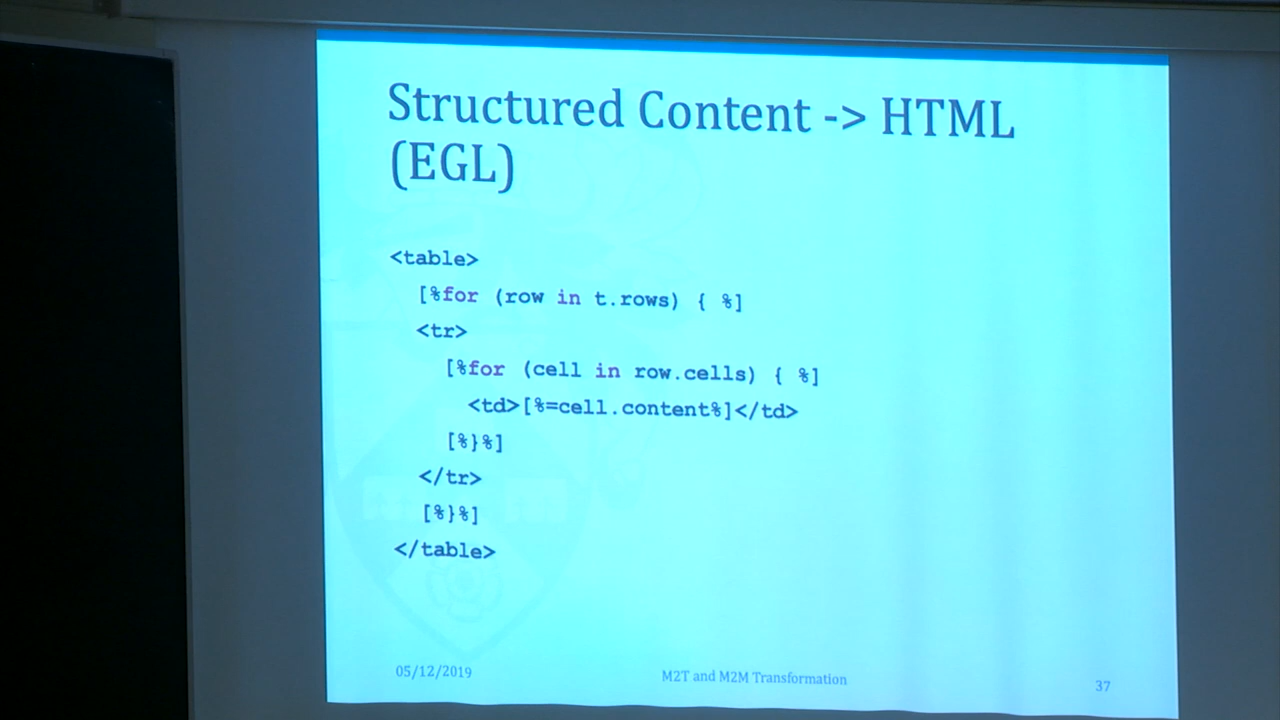 Structured Content -> HTML
(EGL)
<table>
[%for (row in t.rows) { %]
<tr>
[%for (cell in row.cells) { %]
<td>[%=cell.content%]</td>
[%}%]
</tr>
[%}%]
</table>
05/12/2019
M2T and M2M Transformation
37